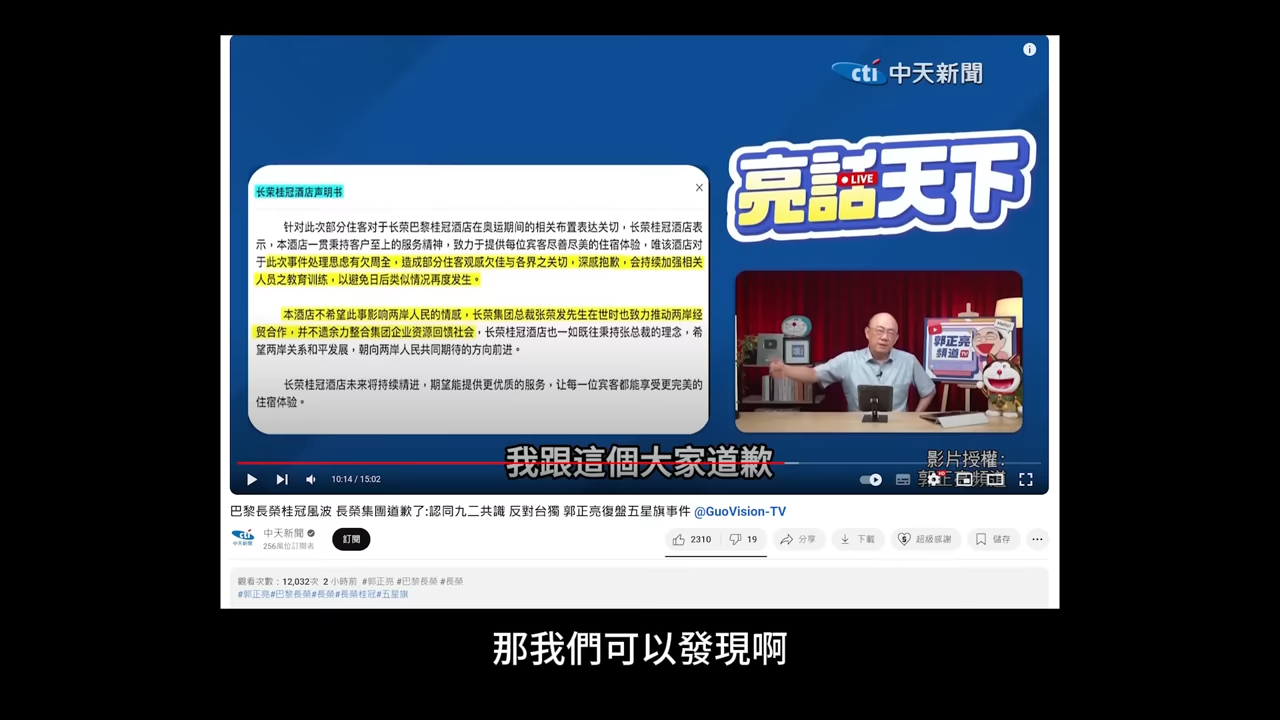 cti 中天新聞
亮話天下
LIVE
长荣桂冠酒店声明书
针对此次部分住客对于长荣巴黎桂冠酒店在奥运期间的相关布置表达关切，长荣桂冠酒店表
示，本酒店一贯秉持客户至上的服务精神，致力于提供每位宾客尽善尽美的住宿体验，唯该酒店对
于此次事件处理思虑有欠周全，造成部分住客观感欠佳与各界之关切，深感抱歉，会持续加强相关
人员之教育训练，以避免日后类似情况再度发生。
本酒店不希望此事影响两岸人民的情感，长荣集团总裁张荣发先生在世时也致力推动两岸经
贸合作，并不遗余力整合集团企业资源回馈社会，长荣桂冠酒店也一如既往秉持张总裁的理念，希
望两岸关系和平发展，朝向两岸人民共同期待的方向前进。
长荣桂冠酒店未来将持续精进，期望能提供更优质的服务，让每一位宾客都能享受更完美的
住宿体验。
郭正亮
頻道TV
我跟這個大家道歉
影片授權:
郭正亮頻道
10:14 / 15:02
巴黎長榮桂冠風波 長榮集團道歉了:認同九二共識 反對台獨 郭正亮復盤五星旗事件 @GuoVision-TV
cti 中天新聞
256萬位訂閱者
訂閱
2310
19
分享
下載
超級感謝
儲存
觀看次數：12,032次 2 小時前 #郭正亮 #巴黎長榮 #長榮
#郭正亮#巴黎長榮#長榮#長榮桂冠#五星旗
那我們可以發現啊